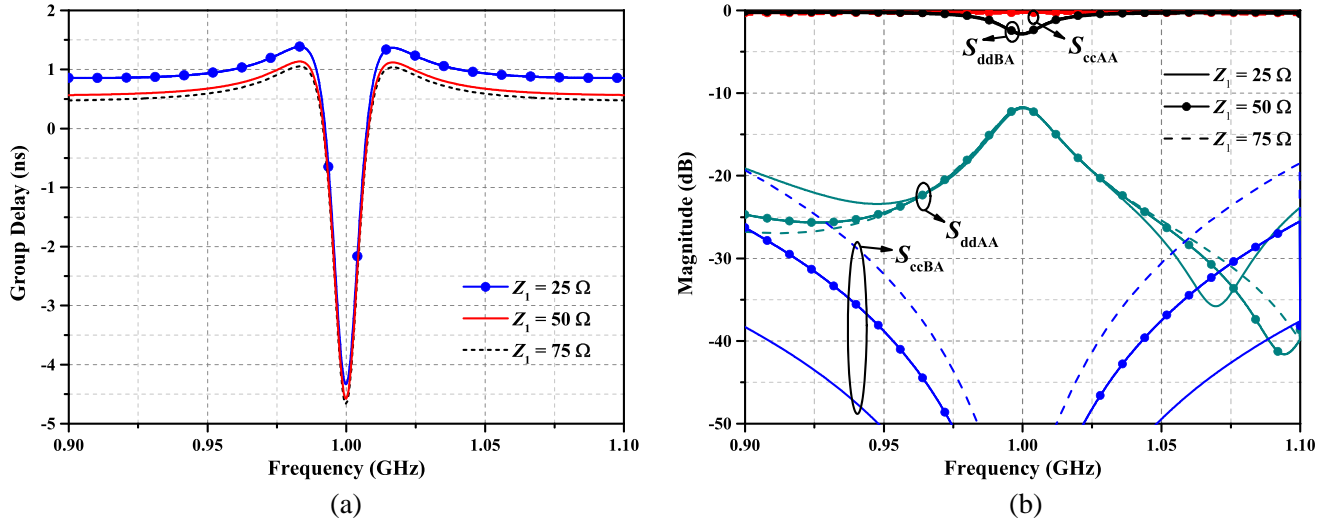 2
1
0
-1
-2
-3
-4
-5
0.90
0.95
1.00
1.05
1.10
Group Delay (ns)
Frequency (GHz)
Z1 = 25 Ω
Z1 = 50 Ω
Z1 = 75 Ω
(a)
0
-10
-20
-30
-40
-50
0.90
0.95
1.00
1.05
1.10
Magnitude (dB)
Frequency (GHz)
SddBA
SccAA
Z1 = 25 Ω
Z1 = 50 Ω
Z1 = 75 Ω
SddAA
SccBA
(b)